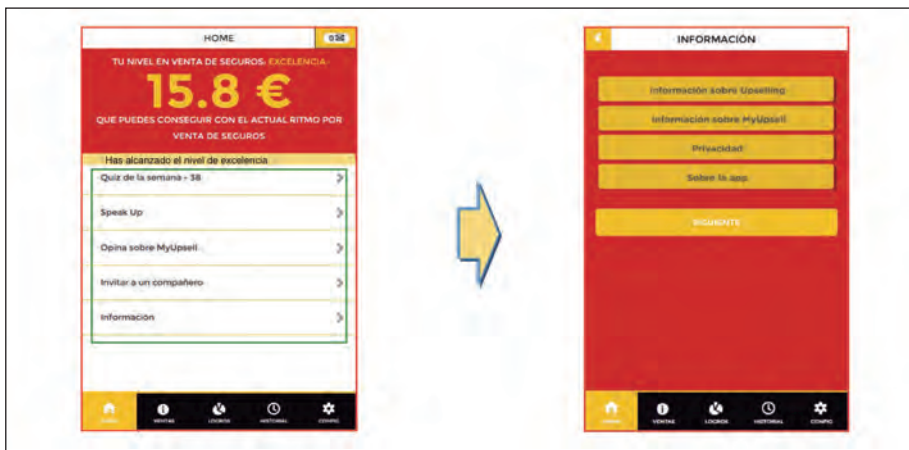 HOME
0
TU NIVEL EN VENTA DE SEGUROS: EXCELENCIA
15.8 €
QUE PUEDES CONSEGUIR CON EL ACTUAL RITMO POR
VENTA DE SEGUROS
Has alcanzado el nivel de excelencia
Quiz de la semana - 38
Speak Up
Opina sobre MyUpsell
Invitar a un compañero
Información
HOME
VENTAS
LOGROS
HISTORIAL
CONFIG
INFORMACIÓN
Información sobre Upselling
Información sobre MyUpsell
Privacidad
Sobre la app
SIGUIENTE
HOME
VENTAS
LOGROS
HISTORIAL
CONFIG